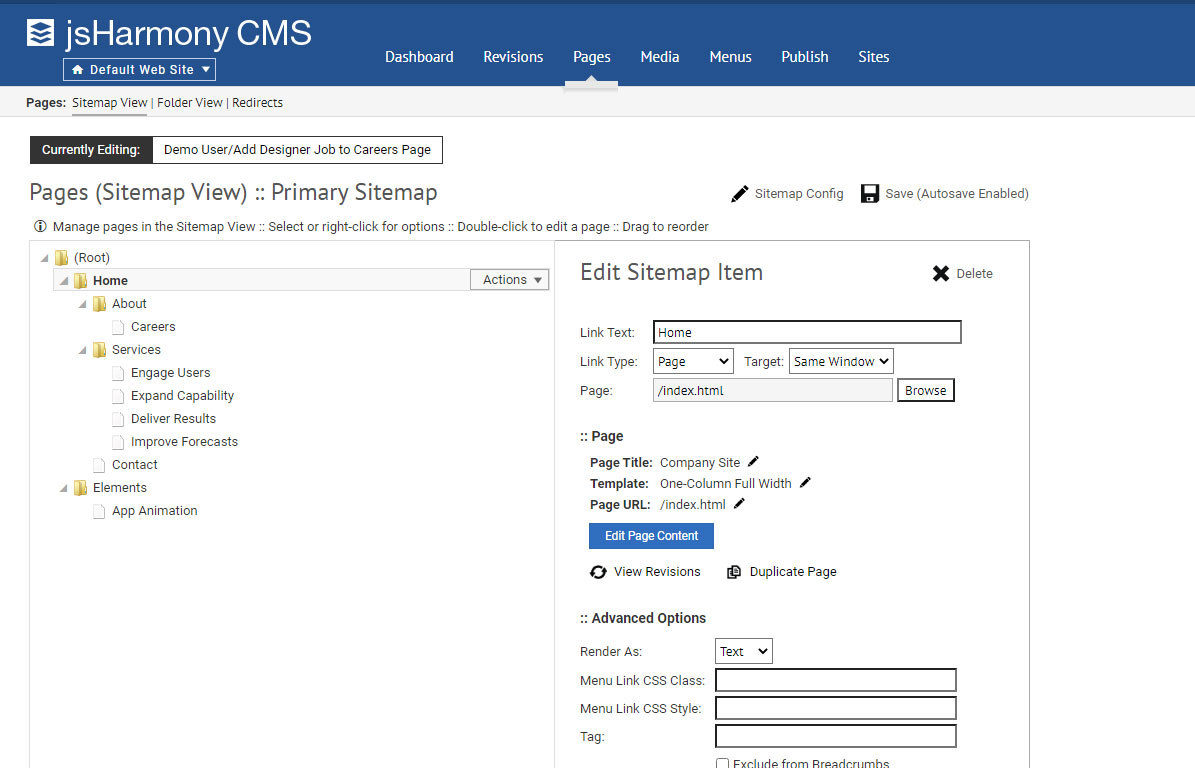 jsHarmony CMS
Default Web Site
Dashboard Revisions Pages Media Menus Publish Sites
Pages: Sitemap View | Folder View | Redirects
Currently Editing: Demo User/Add Designer Job to Careers Page
Pages (Sitemap View) :: Primary Sitemap
Sitemap Config Save (Autosave Enabled)
Manage pages in the Sitemap View :: Select or right-click for options :: Double-click to edit a page :: Drag to reorder
(Root)
Home Actions
About
Careers
Services
Engage Users
Expand Capability
Deliver Results
Improve Forecasts
Contact
Elements
App Animation
Edit Sitemap Item Delete
Link Text: Home
Link Type: Page Target: Same Window
Page: /index.html Browse
:: Page
Page Title: Company Site
Template: One-Column Full Width
Page URL: /index.html
Edit Page Content
View Revisions Duplicate Page
:: Advanced Options
Render As: Text
Menu Link CSS Class:
Menu Link CSS Style:
Tag:
Exclude from Breadcrumbs